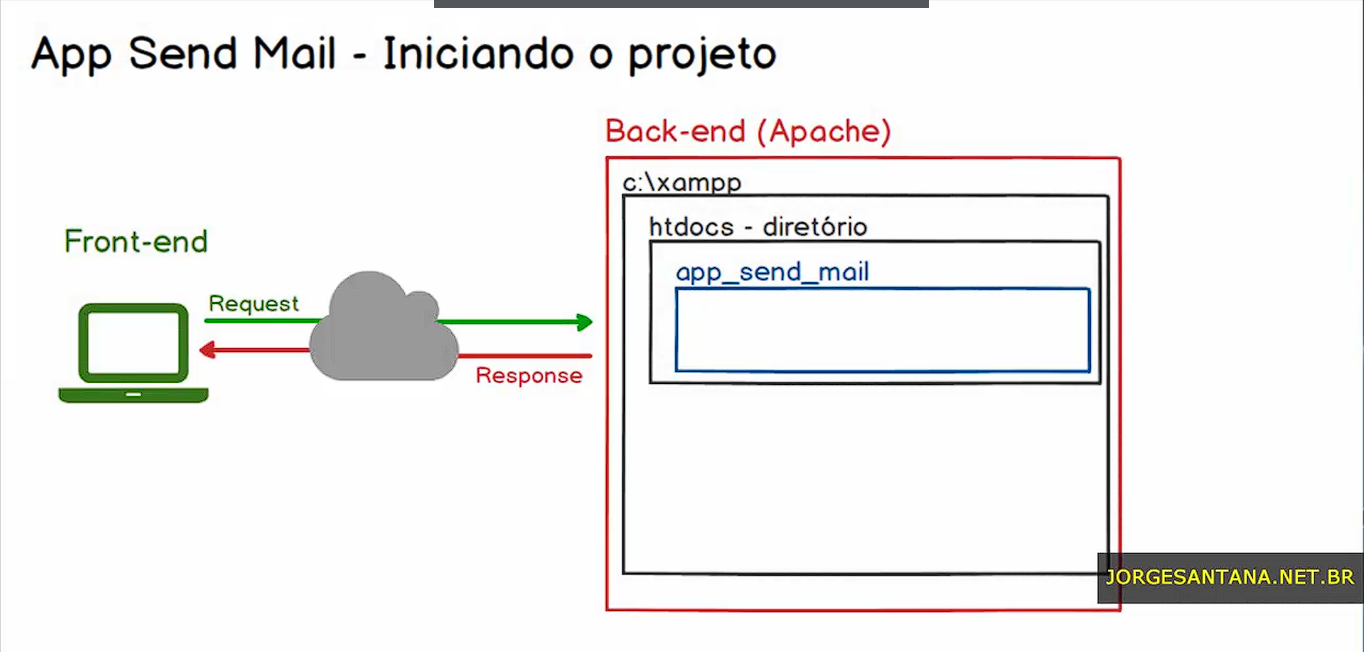 App Send Mail - Iniciando o projeto
Back-end (Apache)
c:\xampp
htdocs - diretório
Front-end
app_send_mail
Request
Response
JORGESANTANA.NET.BR